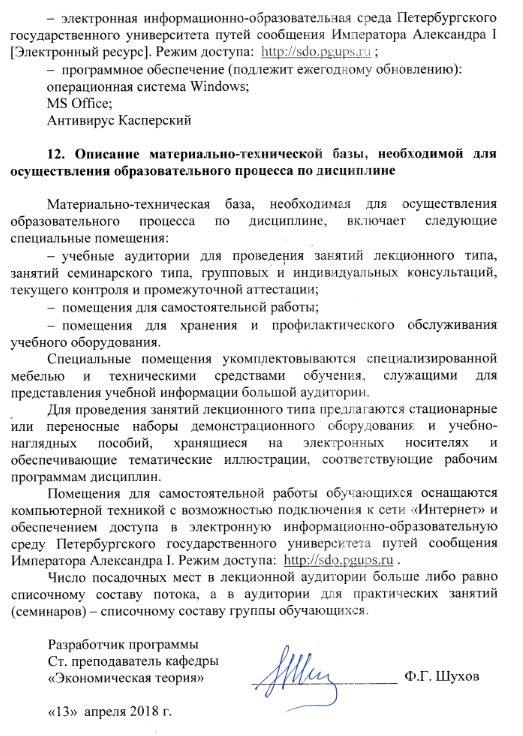 – электронная информационно-образовательная среда Петербургского
государственного университета путей сообщения Императора Александра I
[Электронный ресурс]. Режим доступа: http://sdo.pgups.ru ;
– программное обеспечение (подлежит ежегодному обновлению):
операционная система Windows;
MS Office;
Антивирус Касперский
12. Описание материально-технической базы, необходимой для
осуществления образовательного процесса по дисциплине
Материально-техническая база, необходимая для осуществления
образовательного процесса по дисциплине, включает следующие
специальные помещения:
– учебные аудитории для проведения занятий лекционного типа,
занятий семинарского типа, групповых и индивидуальных консультаций,
текущего контроля и промежуточной аттестации;
– помещения для самостоятельной работы;
– помещения для хранения и профилактического обслуживания
учебного оборудования.
Специальные помещения укомплектовываются специализированной
мебелью и техническими средствами обучения, служащими для
представления учебной информации большой аудитории.
Для проведения занятий лекционного типа предлагаются стационарные
или переносные наборы демонстрационного оборудования и учебно-
наглядных пособий, хранящиеся на электронных носителях и
обеспечивающие тематические иллюстрации, соответствующие рабочим
программам дисциплин.
Помещения для самостоятельной работы обучающихся оснащаются
компьютерной техникой с возможностью подключения к сети «Интернет» и
обеспечением доступа в электронную информационно-образовательную
среду Петербургского государственного университета путей сообщения
Императора Александра I. Режим доступа: http://sdo.pgups.ru .
Число посадочных мест в лекционной аудитории больше либо равно
списочному составу потока, а в аудитории для практических занятий
(семинаров) – списочному составу группы обучающихся.
Разработчик программы
Ст. преподаватель кафедры
«Экономическая теория» Ф.Г. Шухов
«13» апреля 2018 г.